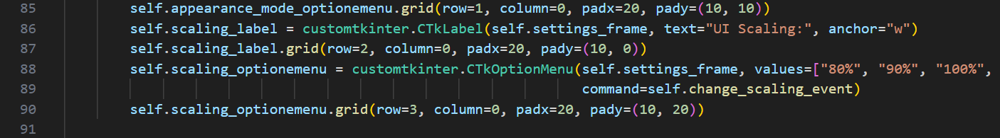 85 self.appearance_mode_optionemenu.grid(row=1, column=0, padx=20, pady=(10, 10))
86 self.scaling_label = customtkinter.CTkLabel(self.settings_frame, text="UI Scaling:", anchor="w")
87 self.scaling_label.grid(row=2, column=0, padx=20, pady=(10, 0))
88 self.scaling_optionemenu = customtkinter.CTkOptionMenu(self.settings_frame, values=["80%", "90%", "100%",
89 command=self.change_scaling_event)
90 self.scaling_optionemenu.grid(row=3, column=0, padx=20, pady=(10, 20))
91